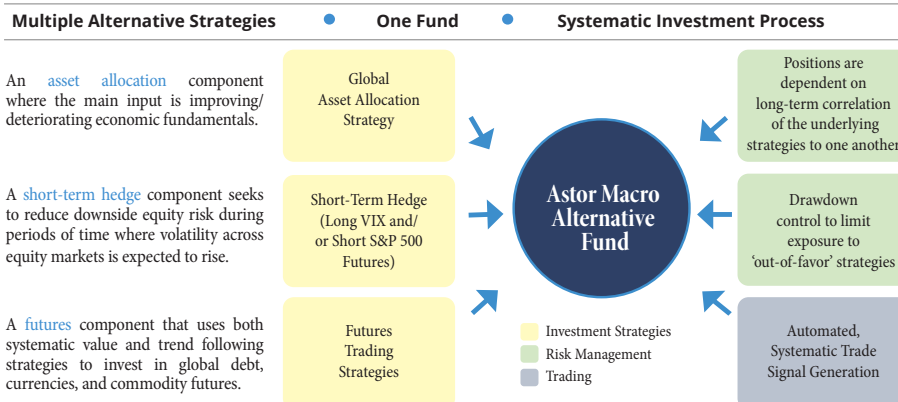 Multiple Alternative Strategies • One Fund • Systematic Investment Process
An asset allocation component
where the main input is improving/
deteriorating economic fundamentals.
Global
Asset Allocation
Strategy
Positions are
dependent on
long-term correlation
of the underlying
strategies to one another
A short-term hedge component seeks
to reduce downside equity risk during
periods of time where volatility across
equity markets is expected to rise.
Short-Term Hedge
(Long VIX and/
or Short S&P 500
Futures)
Astor Macro
Alternative
Fund
Drawdown
control to limit
exposure to
‘out-of-favor’ strategies
A futures component that uses both
systematic value and trend following
strategies to invest in global debt,
currencies, and commodity futures.
Futures
Trading
Strategies
Investment Strategies
Risk Management
Trading
Automated,
Systematic Trade
Signal Generation